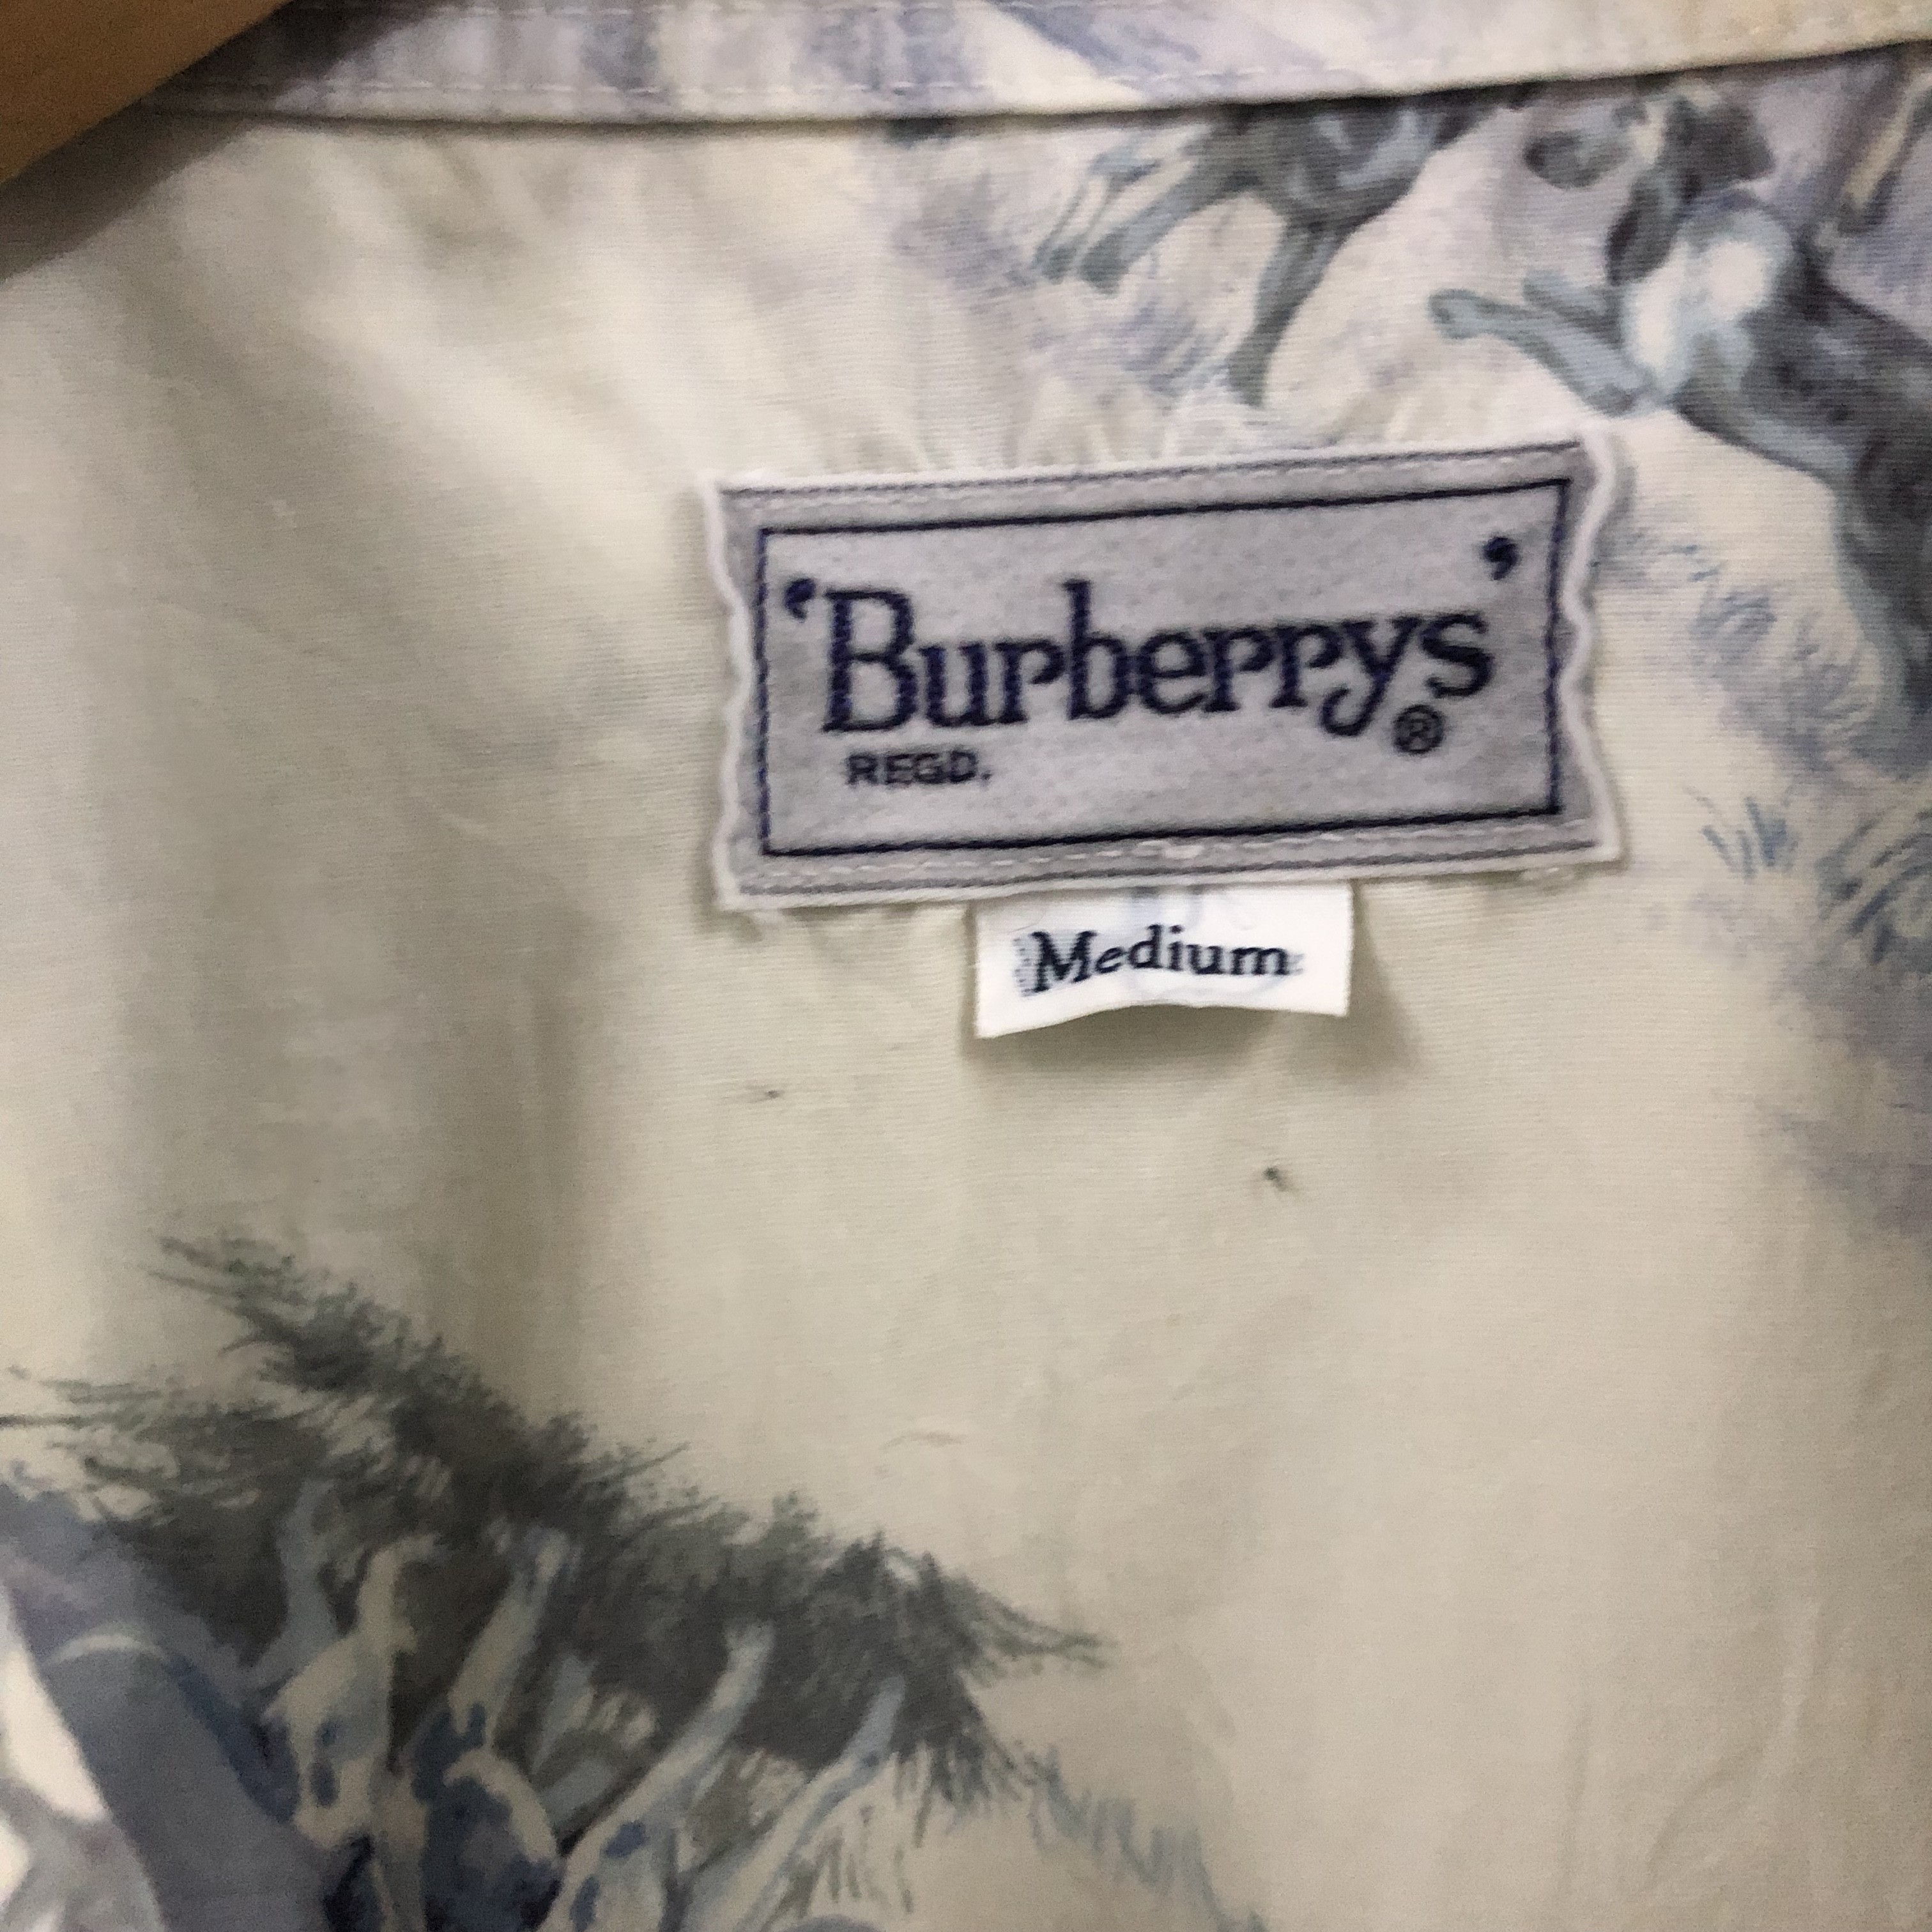 'Burberrys'
®
REGD.
Medium